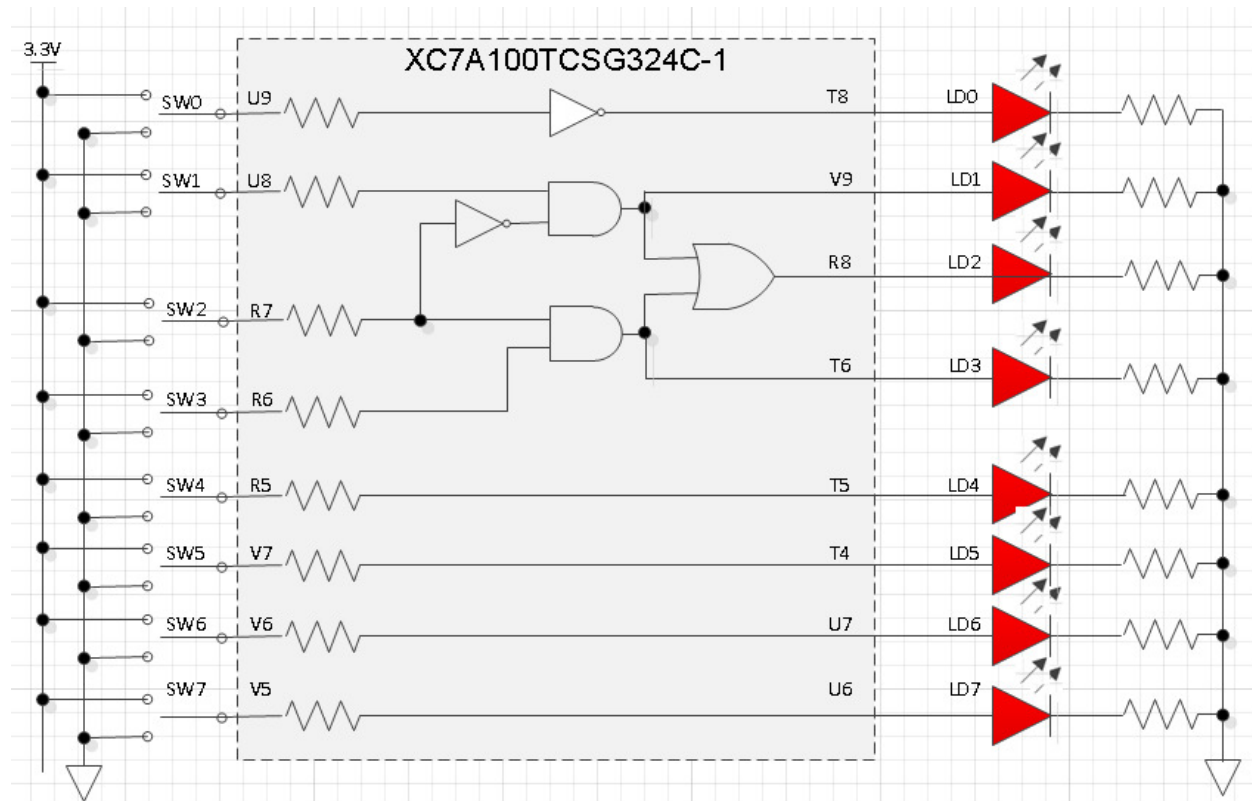 3.3V
XC7A100TCSG324C-1
SW0 U9 T8 LD0
SW1 U8 V9 LD1
R8 LD2
SW2 R7
T6 LD3
SW3 R6
SW4 R5 T5 LD4
SW5 V7 T4 LD5
SW6 V6 U7 LD6
SW7 V5 U6 LD7